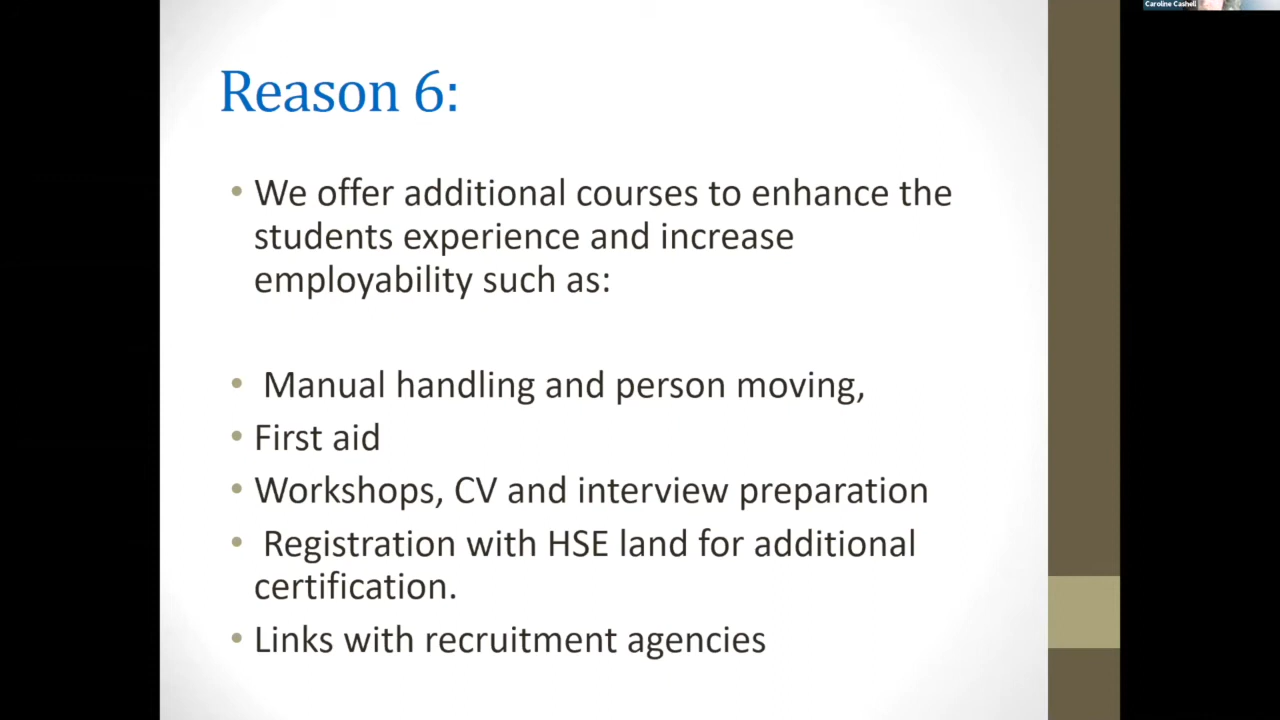 Caroline Cashell
Reason 6:
• We offer additional courses to enhance the
students experience and increase
employability such as:
• Manual handling and person moving,
• First aid
• Workshops, CV and interview preparation
• Registration with HSE land for additional
certification.
• Links with recruitment agencies